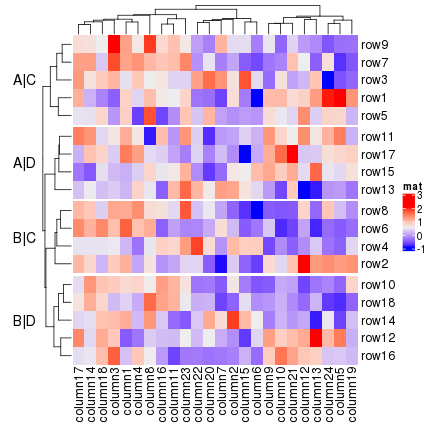 A|C
A|D
B|C
B|D
row9
row7
row3
row1
row5
row11
row17
row15
row13
row8
row6
row4
row2
row10
row18
row14
row12
row16
mat
3
2
1
0
-1
column17
column14
column18
column3
column1
column4
column8
column16
column11
column23
column22
column20
column7
column2
column15
column6
column9
column10
column21
column12
column13
column24
column5
column19